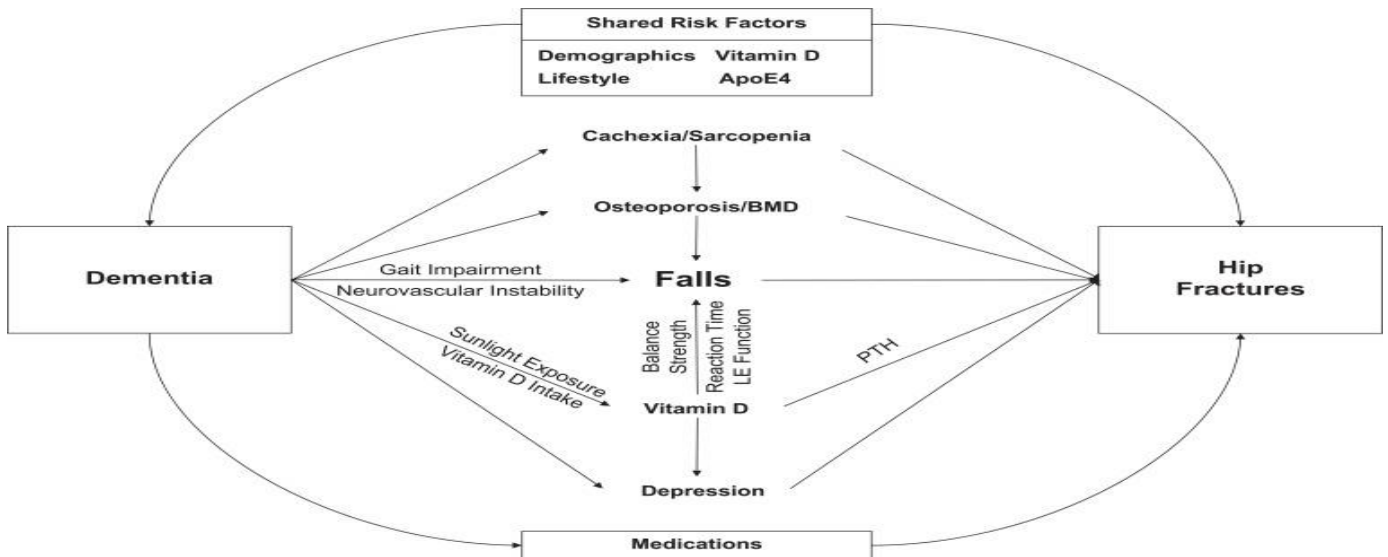 Shared Risk Factors
Demographics Vitamin D
Lifestyle ApoE4
Cachexia/Sarcopenia
Osteoporosis/BMD
Dementia
Gait Impairment
Neurovascular Instability
Falls
Hip
Fractures
Balance
Strength
Reaction Time
LE Function
Sunlight Exposure
Vitamin D Intake
PTH
Vitamin D
Depression
Medications